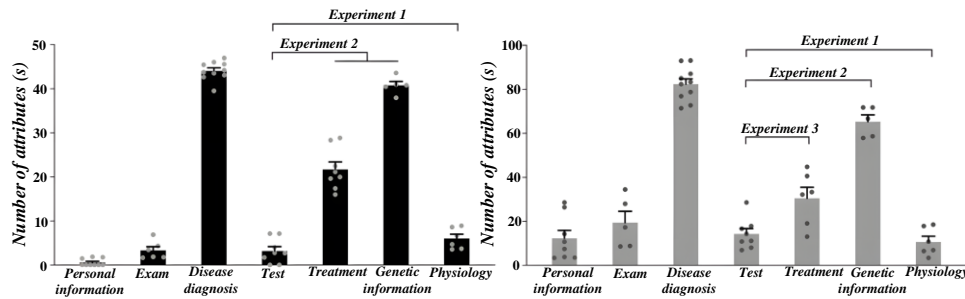 Experiment 1
Experiment 2
Number of attributes (s)
50
40
30
20
10
0
Personal information
Exam
Disease diagnosis
Test
Treatment
Genetic information
Physiology
Experiment 1
Experiment 2
Experiment 3
Number of attributes (s)
100
80
60
40
20
0
Personal information
Exam
Disease diagnosis
Test
Treatment
Genetic information
Physiology